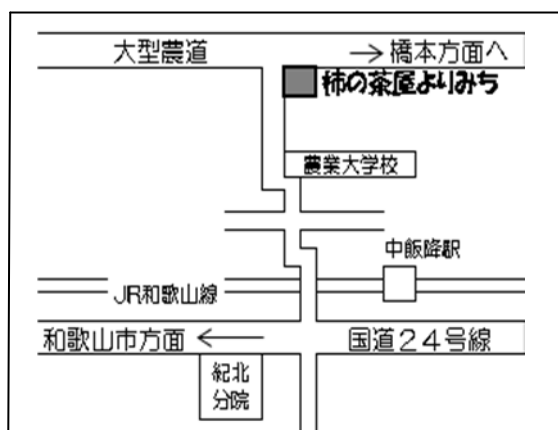 大型農道
→橋本方面へ
柿の茶屋よりみち
農業大学校
中飯降駅
JR和歌山線
和歌山市方面 ←
国道24号線
紀北
分院